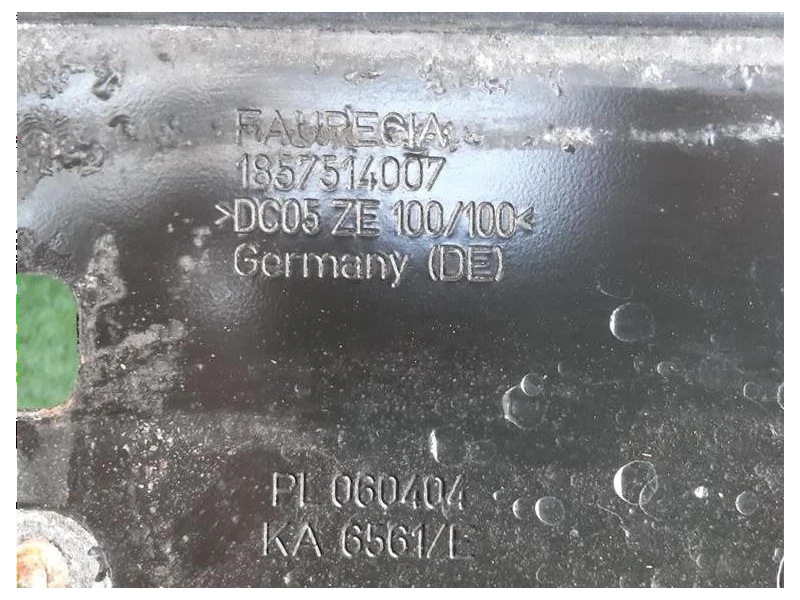 FAURECIA
1857514007
>DC05 ZE 100/100<
Germany (DE)
PL 060404
KA 6561/E